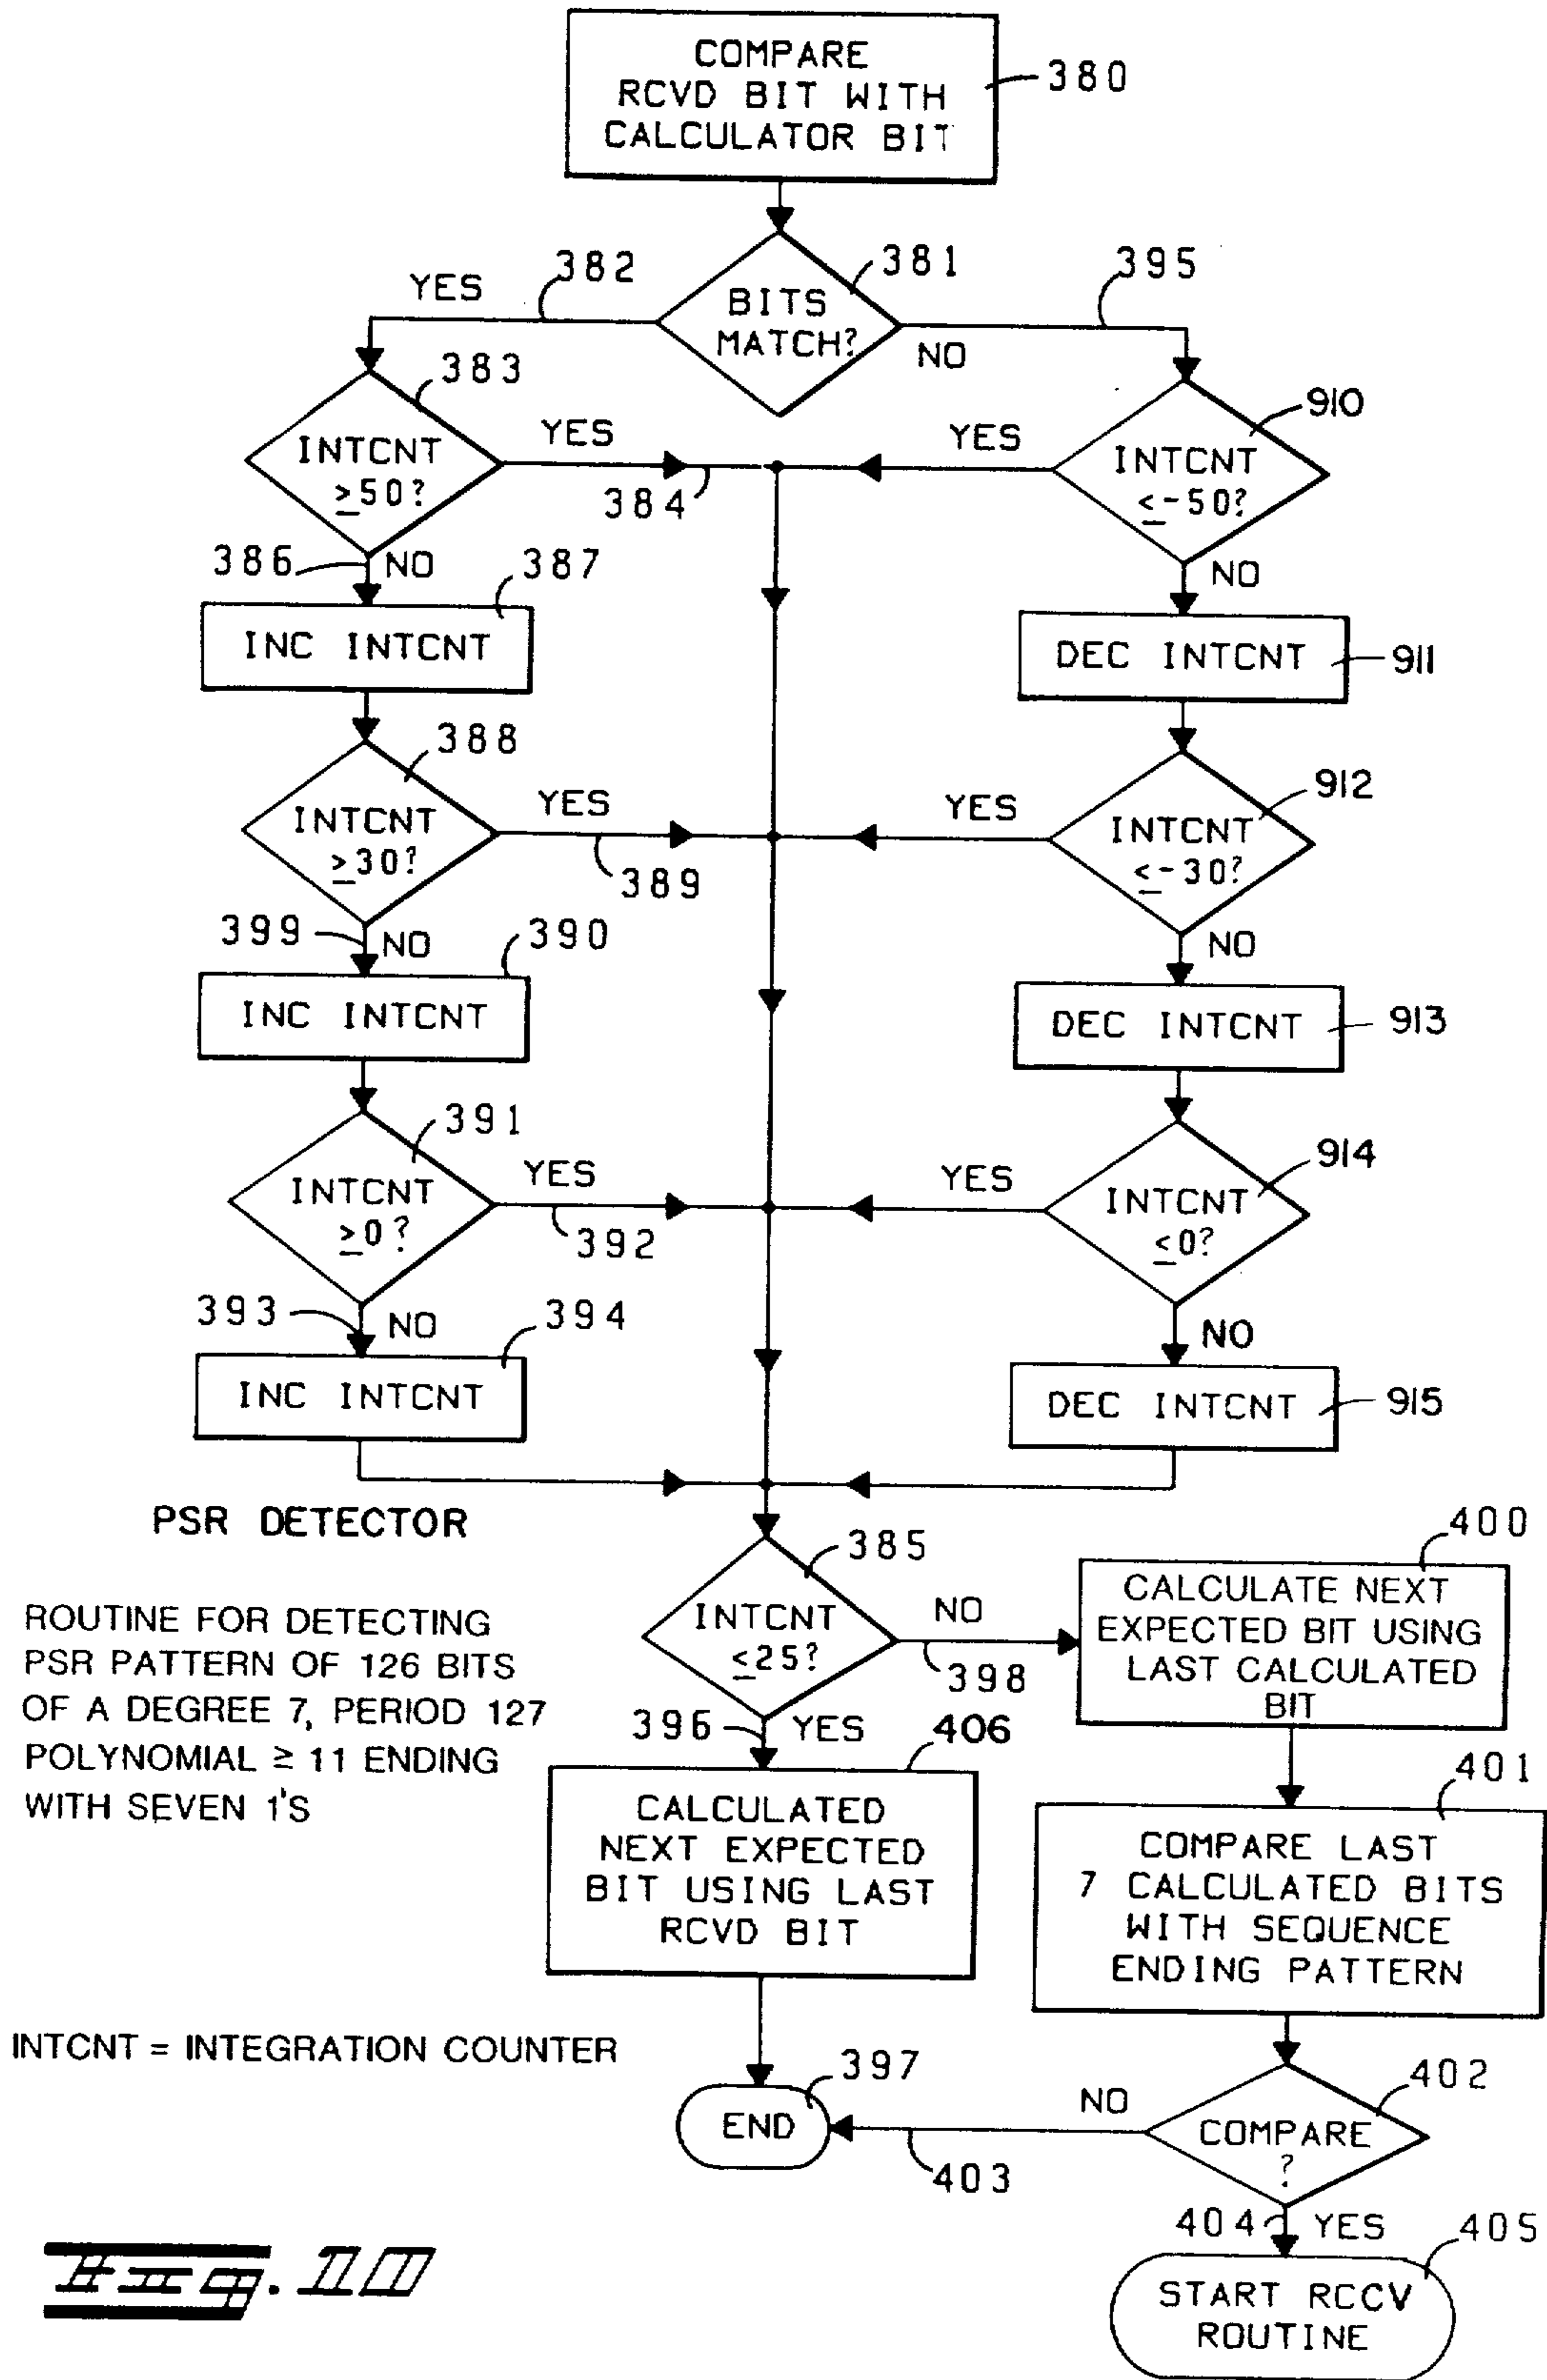 COMPARE
RCVD BIT WITH
CALCULATOR BIT
380
382
YES
381
395
BITS
MATCH?
NO
383
910
INTCNT
≥50?
YES
384
YES
INTCNT
≤-50?
386
NO
387
NO
INC INTCNT
DEC INTCNT
911
388
912
INTCNT
≥30?
YES
389
YES
INTCNT
≤-30?
399
NO
390
NO
INC INTCNT
DEC INTCNT
913
391
914
INTCNT
≥0?
YES
392
YES
INTCNT
≤0?
393
NO
394
NO
INC INTCNT
DEC INTCNT
915
PSR DETECTOR
385
400
ROUTINE FOR DETECTING
PSR PATTERN OF 126 BITS
OF A DEGREE 7, PERIOD 127
POLYNOMIAL ≥ 11 ENDING
WITH SEVEN 1'S
INTCNT
≤25?
NO
398
CALCULATE NEXT
EXPECTED BIT USING
LAST CALCULATED
BIT
396
YES
406
401
CALCULATED
NEXT EXPECTED
BIT USING LAST
RCVD BIT
COMPARE LAST
7 CALCULATED BITS
WITH SEQUENCE
ENDING PATTERN
INTCNT = INTEGRATION COUNTER
397
END
NO
403
402
COMPARE
?
404
YES
405
START RCCV
ROUTINE
Fig. 10